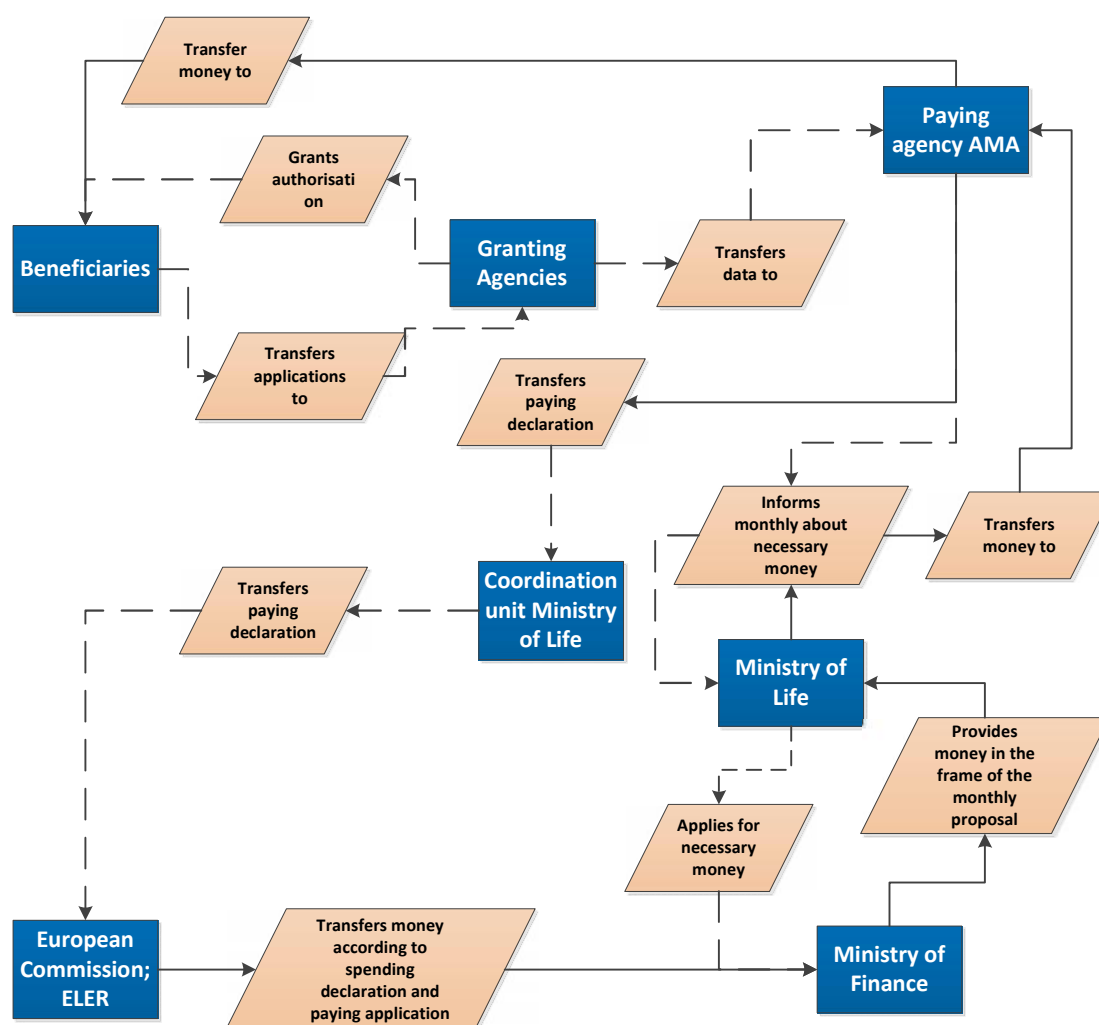 Transfer
money to
Paying
agency AMA
Grants
authorisati
on
Beneficiaries
Granting
Agencies
Transfers
data to
Transfers
applications
to
Transfers
paying
declaration
Informs
monthly about
necessary
money
Transfers
money to
Transfers
paying
declaration
Coordination
unit Ministry
of Life
Ministry of
Life
Provides
money in the
frame of the
monthly
proposal
Applies for
necessary
money
European
Commission;
ELER
Transfers money
according to
spending
declaration and
paying application
Ministry of
Finance